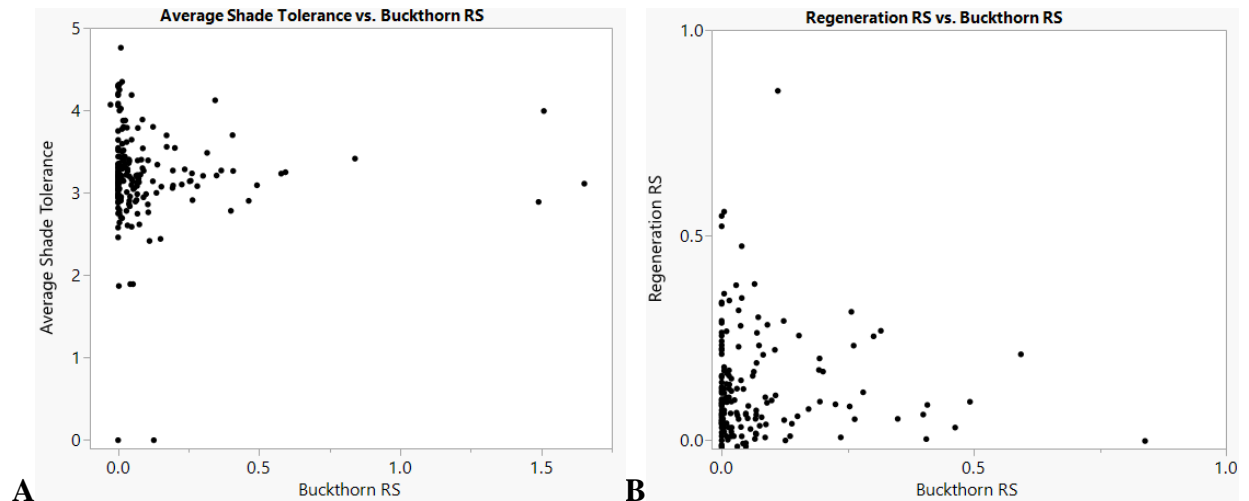 Average Shade Tolerance vs. Buckthorn RS
5
4
3
2
1
0
Average Shade Tolerance
0.0 0.5 1.0 1.5
Buckthorn RS
A
Regeneration RS vs. Buckthorn RS
1.0
0.5
0.0
Regeneration RS
0.0 0.5 1.0
Buckthorn RS
B